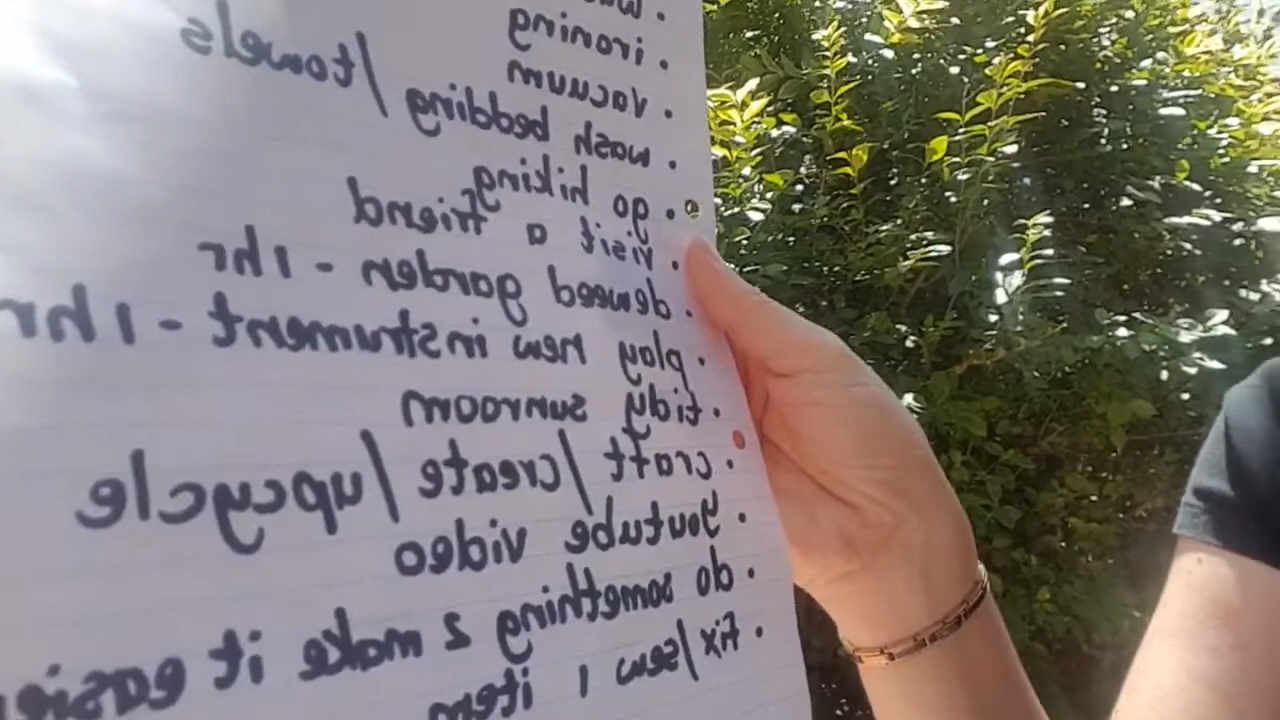 • ironing
• vacuum
• wash bedding/towels
• go hiking
• visit a friend
• deweed garden - 1hr
• play new instrument - 1hr
• tidy sunroom
• craft/create/upcycle
• youtube video
• do something 2 make it easier
• fix/sew 1 item